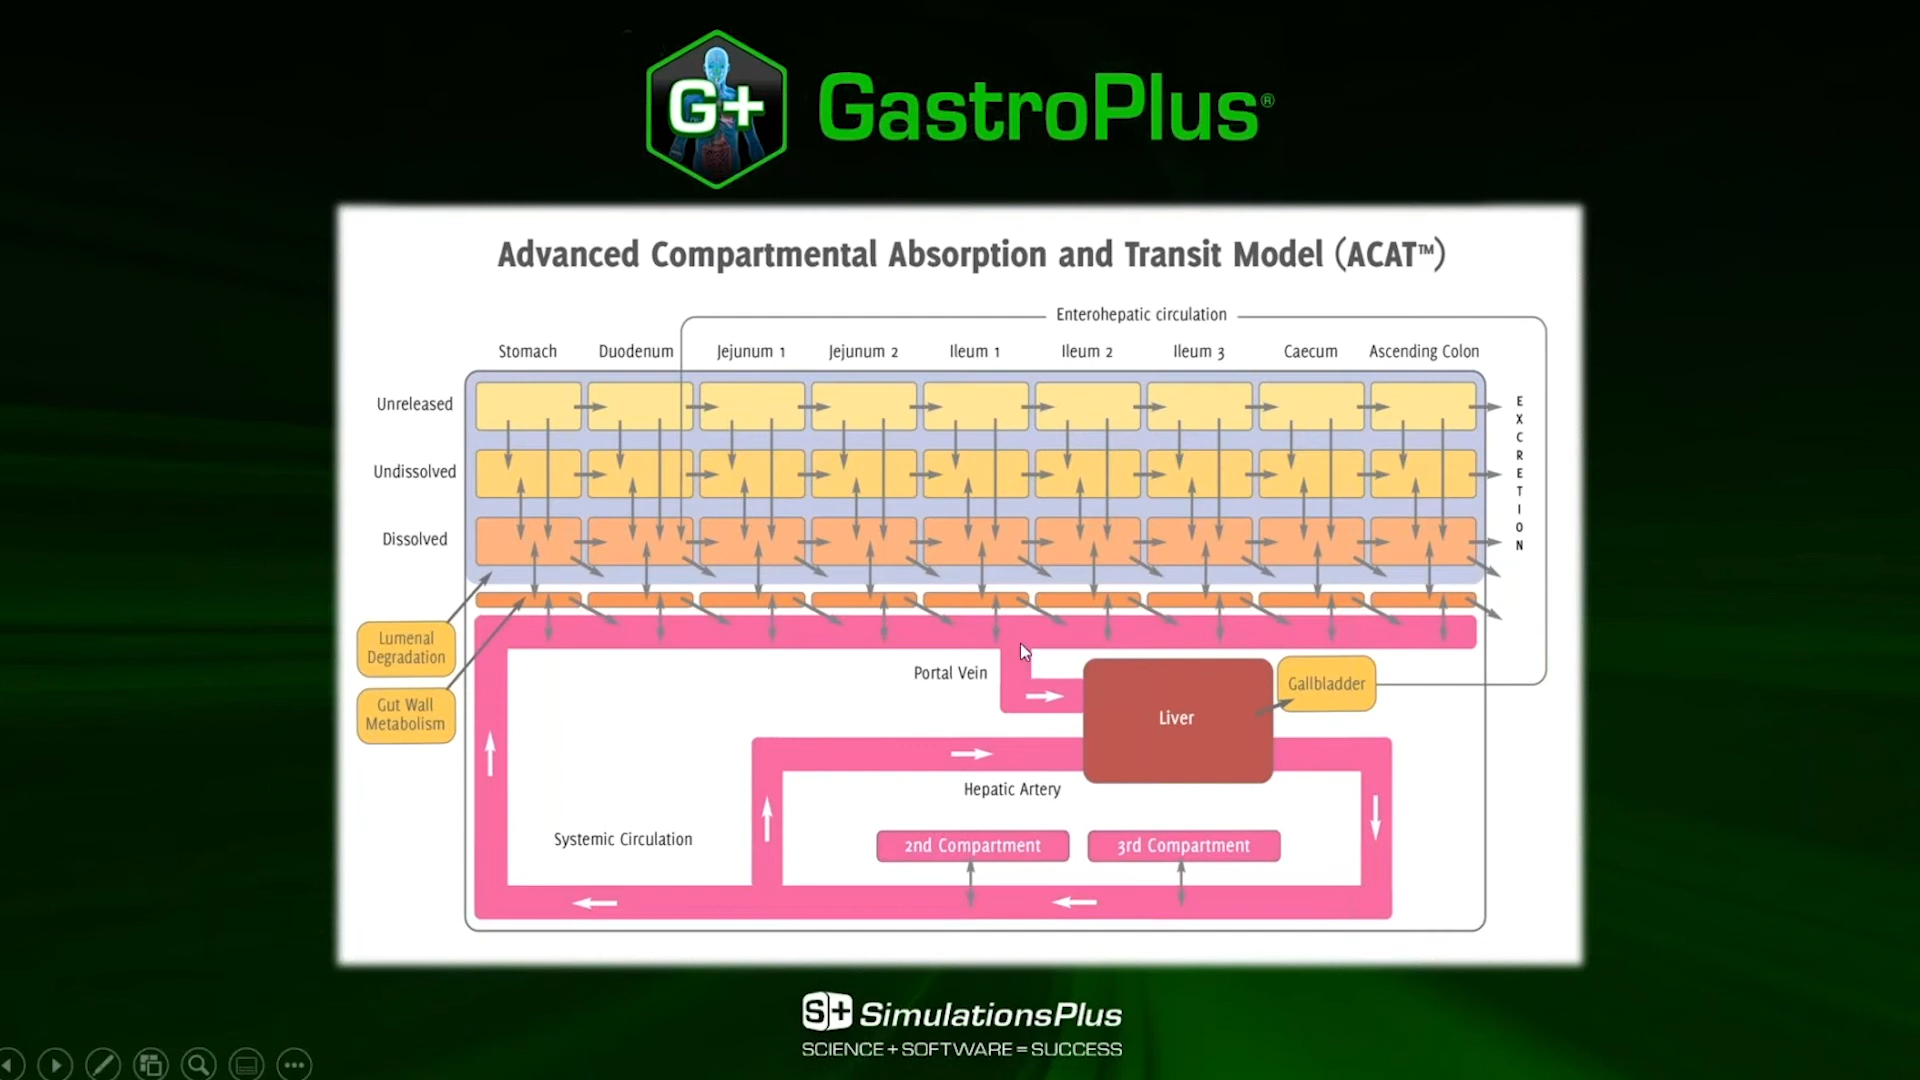 G+ GastroPlus®
Advanced Compartmental Absorption and Transit Model (ACAT™)
Enterohepatic circulation
Stomach Duodenum Jejunum 1 Jejunum 2 Ileum 1 Ileum 2 Ileum 3 Caecum Ascending Colon
Unreleased
Undissolved
Dissolved
EXCRETION
Lumenal
Degradation
Gut Wall
Metabolism
Portal Vein
Liver
Gallbladder
Hepatic Artery
Systemic Circulation
2nd Compartment
3rd Compartment
S+ SimulationsPlus
SCIENCE + SOFTWARE = SUCCESS